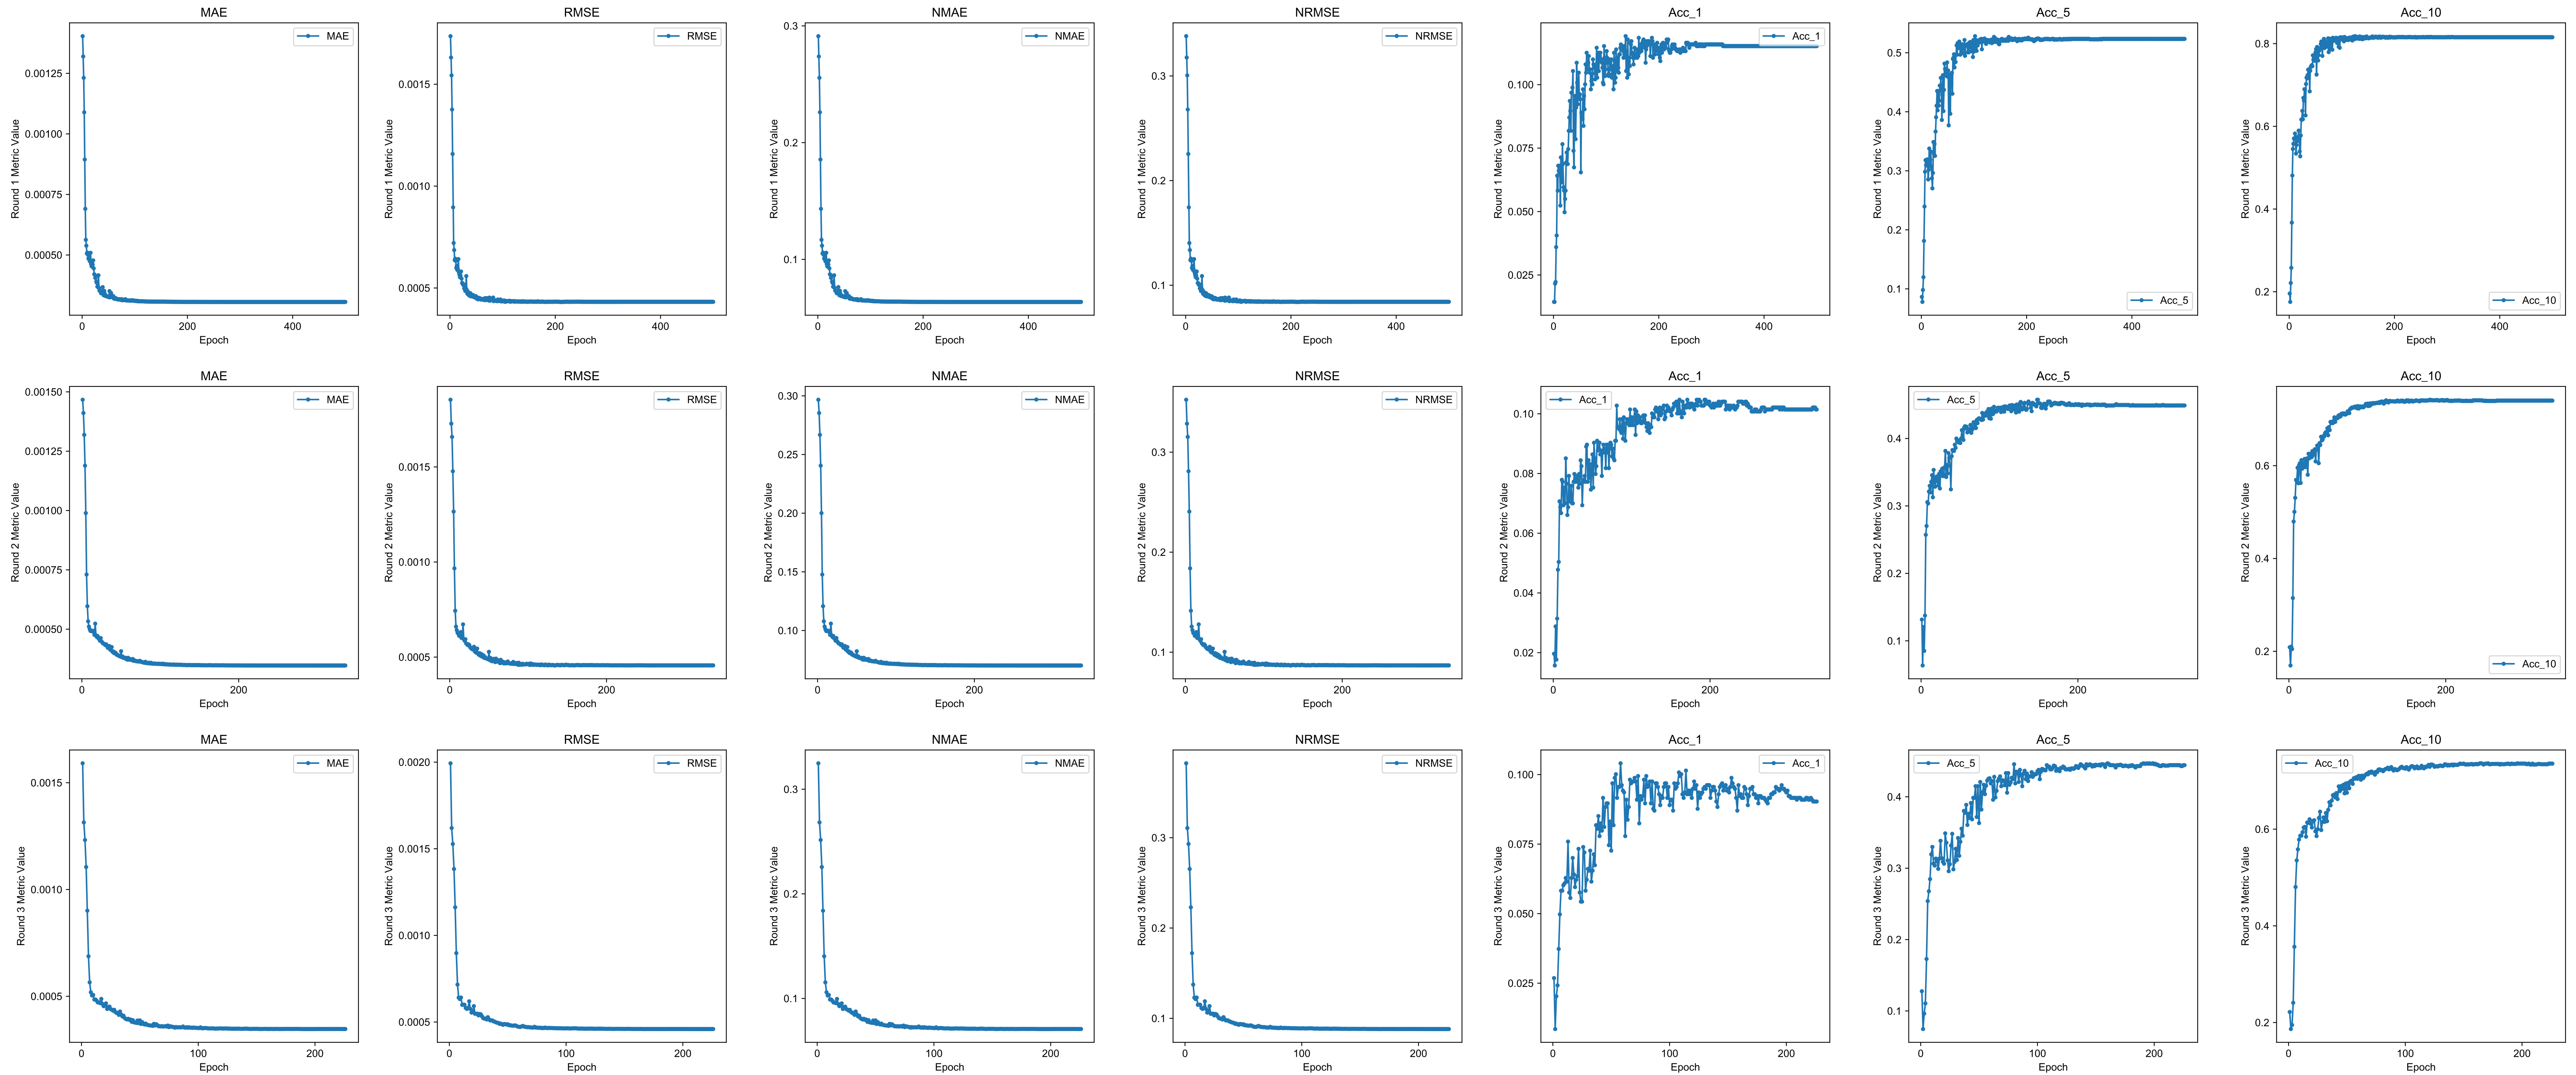 MAE
RMSE
NMAE
NRMSE
Acc_1
Acc_5
Acc_10
Round 1 Metric Value
0.00125
0.00100
0.00075
0.00050
MAE
0
200
400
Epoch
Round 1 Metric Value
0.0015
0.0010
0.0005
RMSE
0
200
400
Epoch
Round 1 Metric Value
0.3
0.2
0.1
NMAE
0
200
400
Epoch
Round 1 Metric Value
0.3
0.2
0.1
NRMSE
0
200
400
Epoch
Round 1 Metric Value
0.100
0.075
0.050
0.025
Acc_1
0
200
400
Epoch
Round 1 Metric Value
0.5
0.4
0.3
0.2
0.1
Acc_5
0
200
400
Epoch
Round 1 Metric Value
0.8
0.6
0.4
0.2
Acc_10
0
200
400
Epoch
MAE
RMSE
NMAE
NRMSE
Acc_1
Acc_5
Acc_10
Round 2 Metric Value
0.00150
0.00125
0.00100
0.00075
0.00050
MAE
0
200
Epoch
Round 2 Metric Value
0.0015
0.0010
0.0005
RMSE
0
200
Epoch
Round 2 Metric Value
0.30
0.25
0.20
0.15
0.10
NMAE
0
200
Epoch
Round 2 Metric Value
0.3
0.2
0.1
NRMSE
0
200
Epoch
Round 2 Metric Value
0.10
0.08
0.06
0.04
0.02
Acc_1
0
200
Epoch
Round 2 Metric Value
0.4
0.3
0.2
0.1
Acc_5
0
200
Epoch
Round 2 Metric Value
0.6
0.4
0.2
Acc_10
0
200
Epoch
MAE
RMSE
NMAE
NRMSE
Acc_1
Acc_5
Acc_10
Round 3 Metric Value
0.0015
0.0010
0.0005
MAE
0
100
200
Epoch
Round 3 Metric Value
0.0020
0.0015
0.0010
0.0005
RMSE
0
100
200
Epoch
Round 3 Metric Value
0.3
0.2
0.1
NMAE
0
100
200
Epoch
Round 3 Metric Value
0.3
0.2
0.1
NRMSE
0
100
200
Epoch
Round 3 Metric Value
0.100
0.075
0.050
0.025
Acc_1
0
100
200
Epoch
Round 3 Metric Value
0.4
0.3
0.2
0.1
Acc_5
0
100
200
Epoch
Round 3 Metric Value
0.6
0.4
0.2
Acc_10
0
100
200
Epoch